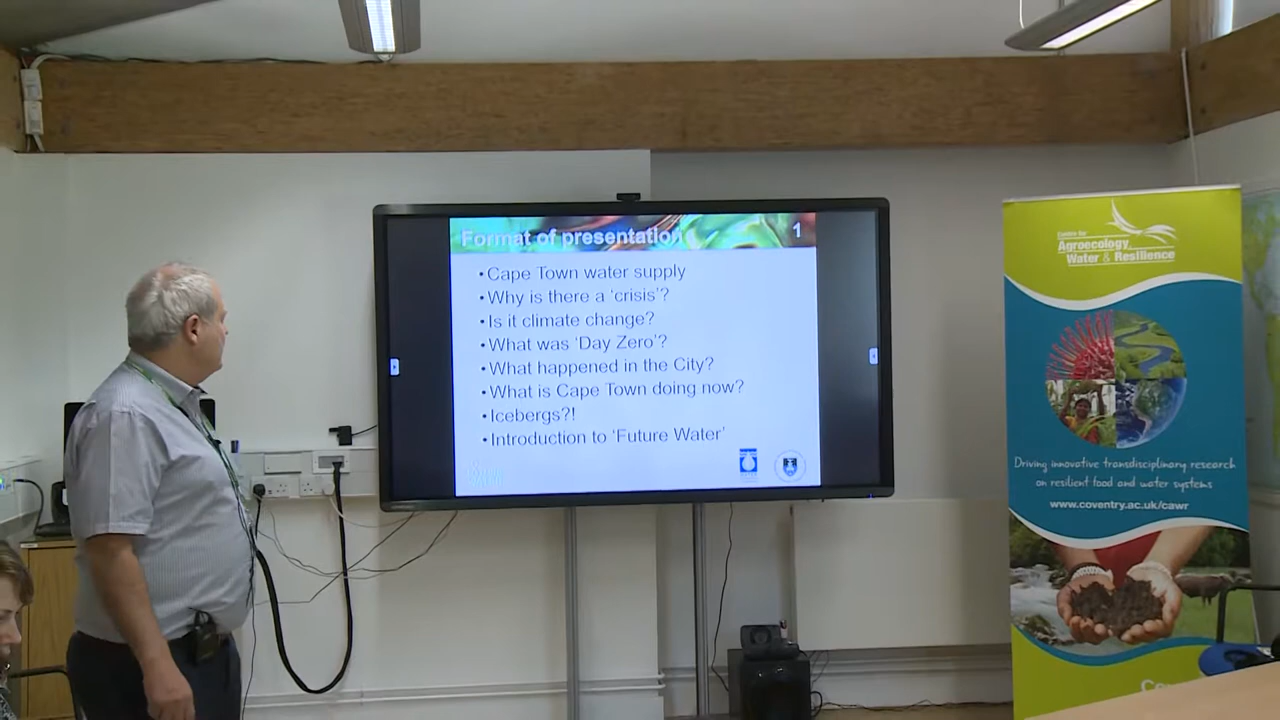 Format of presentation
1
•Cape Town water supply
•Why is there a 'crisis'?
•Is it climate change?
•What was 'Day Zero'?
•What happened in the City?
•What is Cape Town doing now?
•Icebergs?!
•Introduction to 'Future Water'
Centre for
Agroecology,
Water & Resilience
Driving innovative transdisciplinary research
on resilient food and water systems
www.coventry.ac.uk/cawr